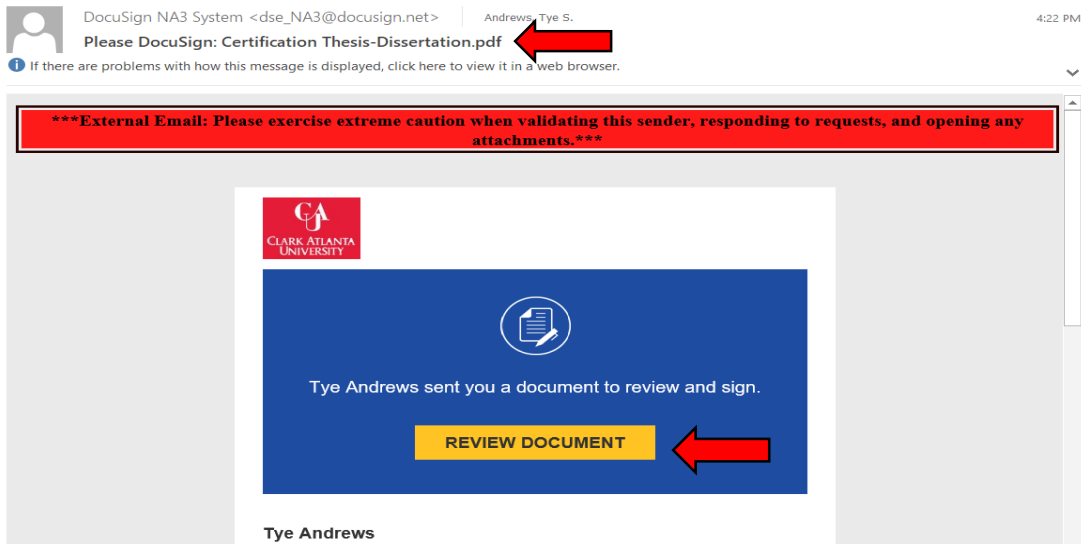 DocuSign NA3 System <dse_NA3@docusign.net> Andrews, Tye S. 4:22 PM
Please DocuSign: Certification Thesis-Dissertation.pdf
If there are problems with how this message is displayed, click here to view it in a web browser.
***External Email: Please exercise extreme caution when validating this sender, responding to requests, and opening any
attachments.***
CAU
CLARK ATLANTA
UNIVERSITY
Tye Andrews sent you a document to review and sign.
REVIEW DOCUMENT
Tye Andrews